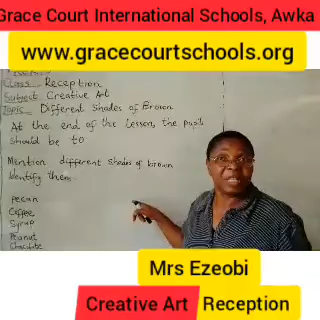 Grace Court International Schools, Awka
www.gracecourtschools.org
Class Reception
Subject Creative Art
Topic Different Shades of Brown
At the end of the lesson, the pupils
should be to
Mention different shades of brown
Identify them
Pecan
Coffee
Syrup
Peanut
Chocolate
Mrs Ezeobi
Creative Art Reception